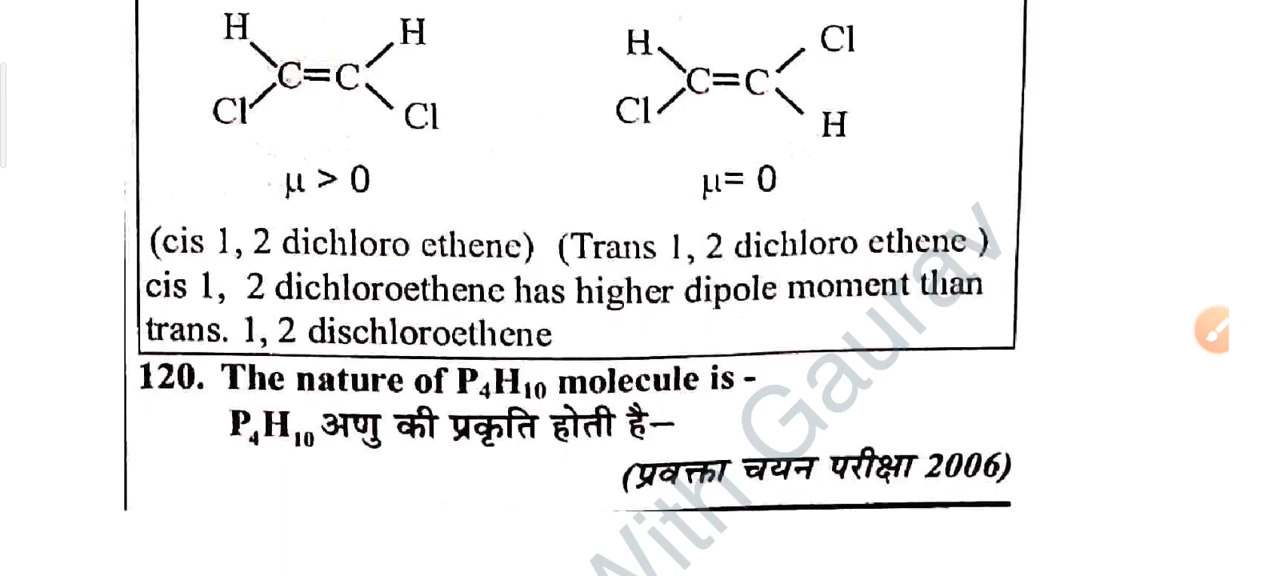 H H H Cl
C=C C=C
Cl Cl Cl H
μ > 0 μ= 0
(cis 1, 2 dichloro ethene) (Trans 1, 2 dichloro ethene )
cis 1, 2 dichloroethene has higher dipole moment than
trans. 1, 2 dischloroethene
120. The nature of P₄H₁₀ molecule is -
P₄H₁₀ अणु की प्रकृति होती है–
(प्रवक्ता चयन परीक्षा 2006)
With Gaurav